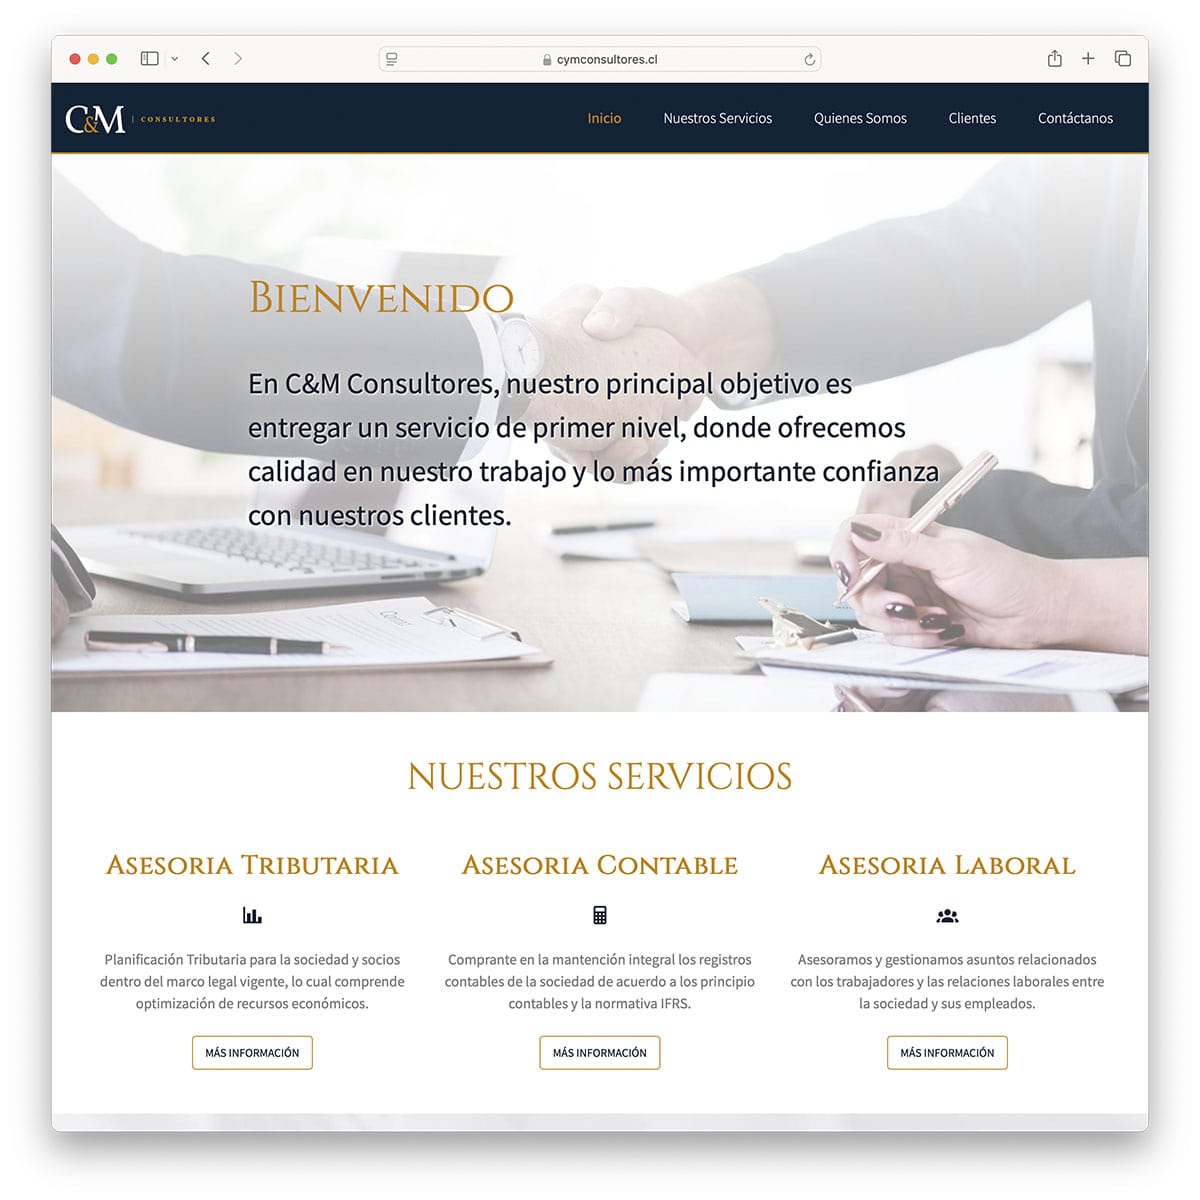 cymconsultores.cl
C&M | CONSULTORES
Inicio Nuestros Servicios Quienes Somos Clientes Contáctanos
Bienvenido
En C&M Consultores, nuestro principal objetivo es
entregar un servicio de primer nivel, donde ofrecemos
calidad en nuestro trabajo y lo más importante confianza
con nuestros clientes.
NUESTROS SERVICIOS
Asesoria Tributaria
Planificación Tributaria para la sociedad y socios
dentro del marco legal vigente, lo cual comprende
optimización de recursos económicos.
MÁS INFORMACIÓN
Asesoria Contable
Comprante en la mantención integral los registros
contables de la sociedad de acuerdo a los principio
contables y la normativa IFRS.
MÁS INFORMACIÓN
Asesoria Laboral
Asesoramos y gestionamos asuntos relacionados
con los trabajadores y las relaciones laborales entre
la sociedad y sus empleados.
MÁS INFORMACIÓN